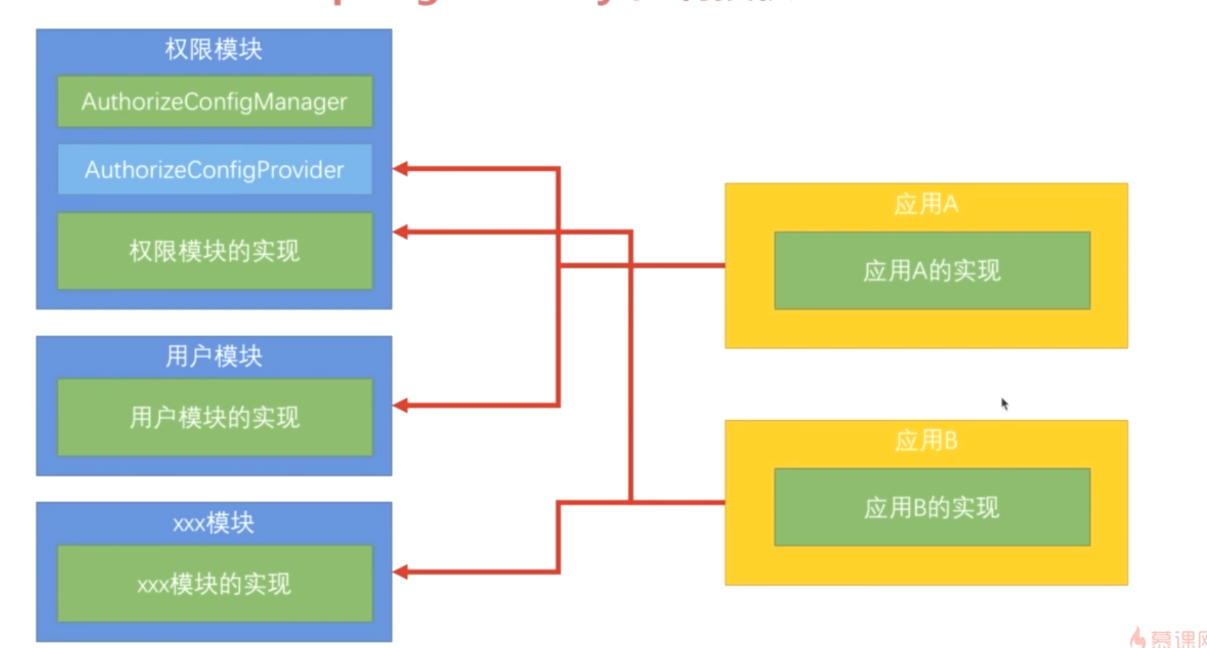 权限模块
AuthorizeConfigManager
AuthorizeConfigProvider
权限模块的实现
用户模块
用户模块的实现
xxx模块
xxx模块的实现
应用A
应用A的实现
应用B
应用B的实现
慕课网